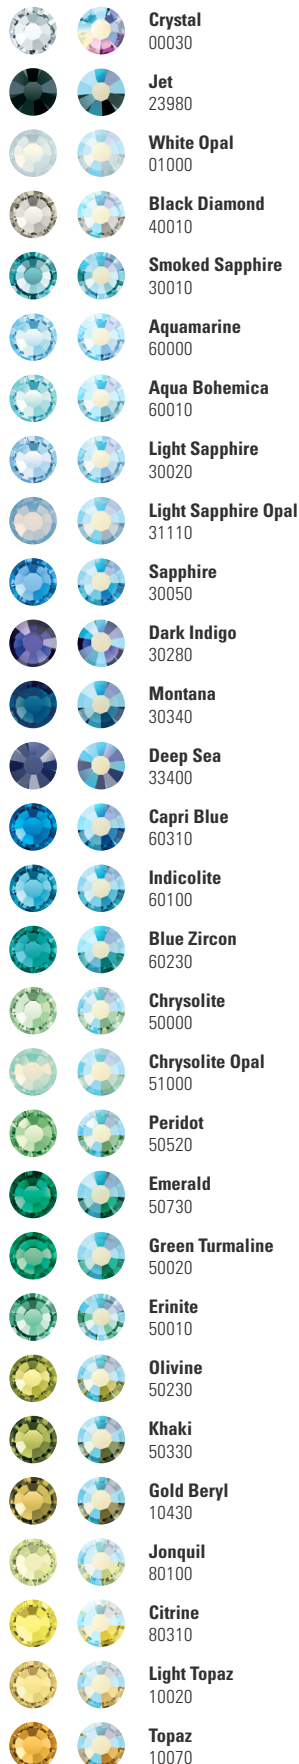 Crystal
00030
Jet
23980
White Opal
01000
Black Diamond
40010
Smoked Sapphire
30010
Aquamarine
60000
Aqua Bohemica
60010
Light Sapphire
30020
Light Sapphire Opal
31110
Sapphire
30050
Dark Indigo
30280
Montana
30340
Deep Sea
33400
Capri Blue
60310
Indicolite
60100
Blue Zircon
60230
Chrysolite
50000
Chrysolite Opal
51000
Peridot
50520
Emerald
50730
Green Turmaline
50020
Erinite
50010
Olivine
50230
Khaki
50330
Gold Beryl
10430
Jonquil
80100
Citrine
80310
Light Topaz
10020
Topaz
10070